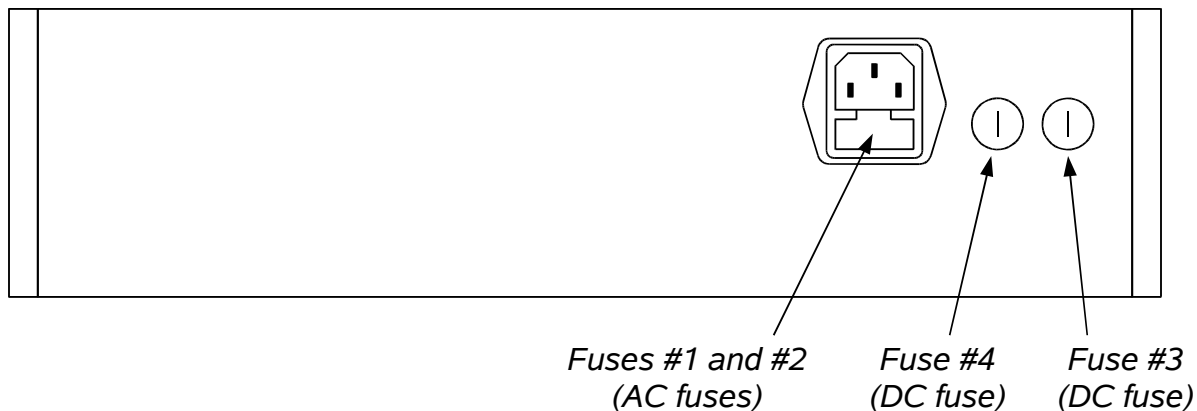 Fuses #1 and #2
(AC fuses)
Fuse #4
(DC fuse)
Fuse #3
(DC fuse)